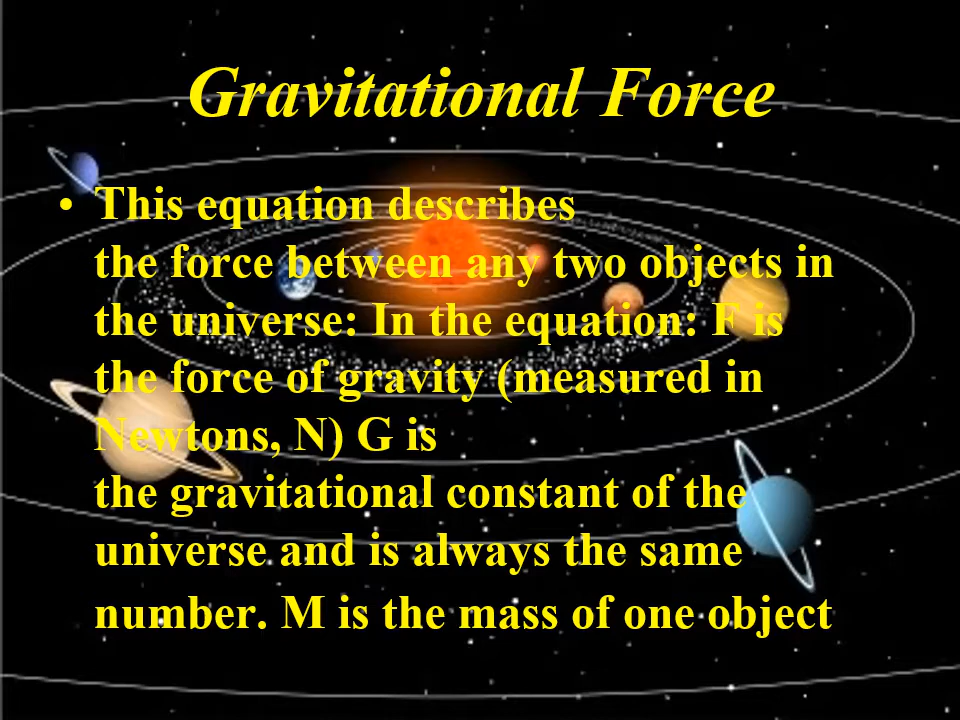 Gravitational Force
• This equation describes
the force between any two objects in
the universe: In the equation: F is
the force of gravity (measured in
Newtons, N) G is
the gravitational constant of the
universe and is always the same
number. M is the mass of one object